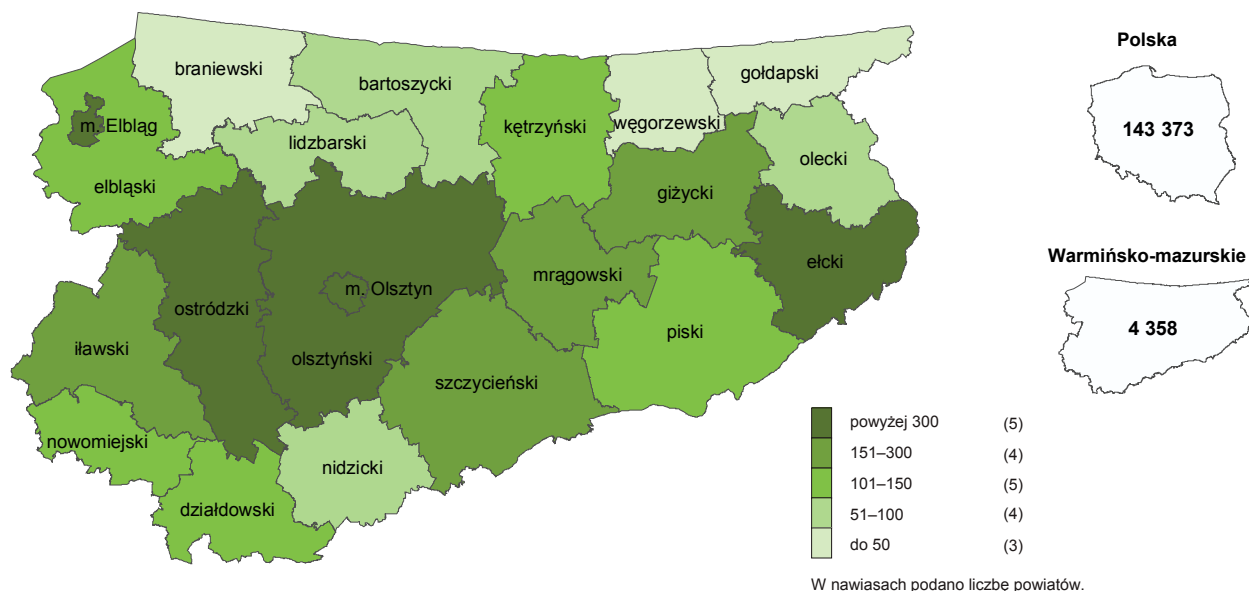 braniewski
bartoszycki
gołdapski
m. Elbląg
kętrzyński
węgorzewski
lidzbarski
olecki
elbląski
giżycki
ełcki
mrągowski
m. Olsztyn
ostródzki
piski
iławski
olsztyński
szczycieński
nowomiejski
nidzicki
działdowski
Polska
143 373
Warmińsko-mazurskie
4 358
powyżej 300 (5)
151–300 (4)
101–150 (5)
51–100 (4)
do 50 (3)
W nawiasach podano liczbę powiatów.